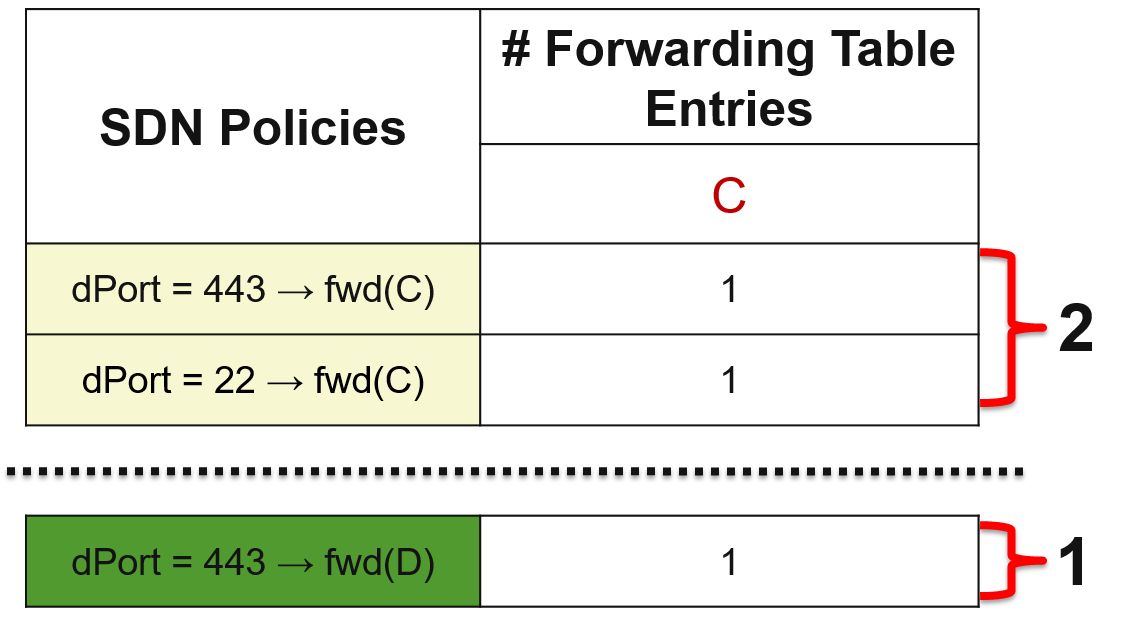 SDN Policies
# Forwarding Table
Entries
C
dPort = 443 → fwd(C)
1
dPort = 22 → fwd(C)
1
2
dPort = 443 → fwd(D)
1
1